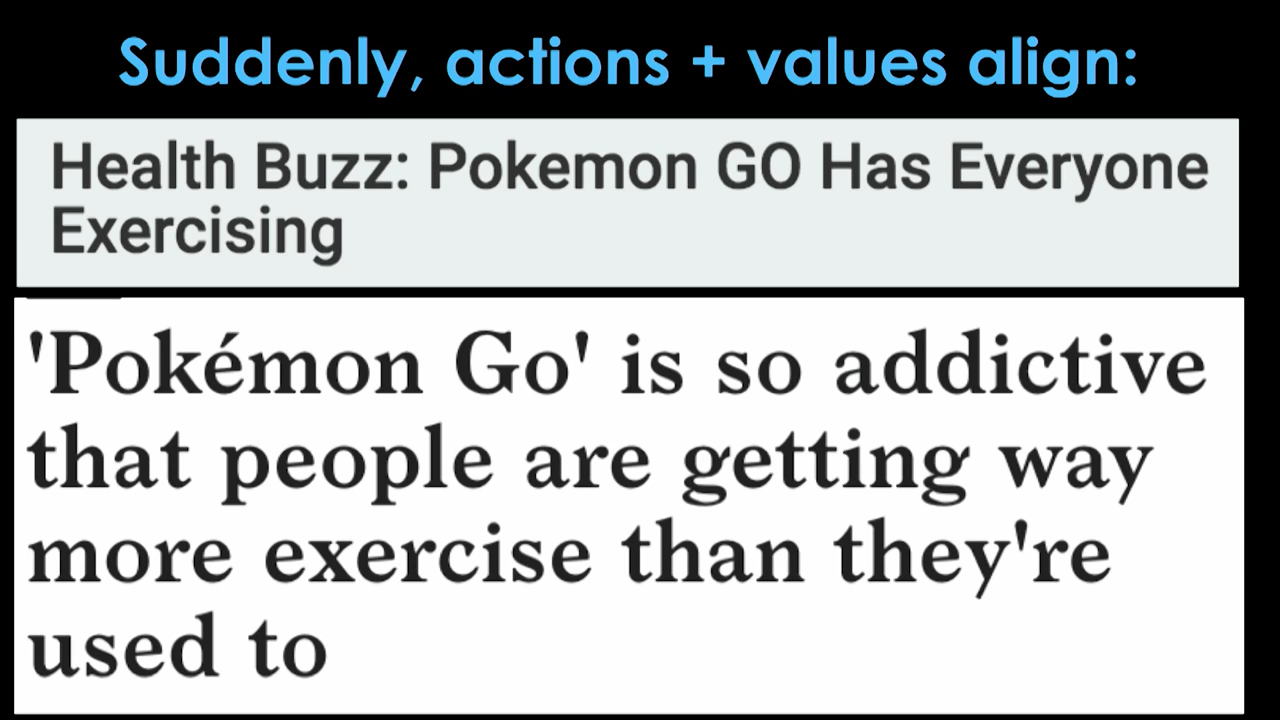 Suddenly, actions + values align:
Health Buzz: Pokemon GO Has Everyone
Exercising
'Pokémon Go' is so addictive
that people are getting way
more exercise than they're
used to